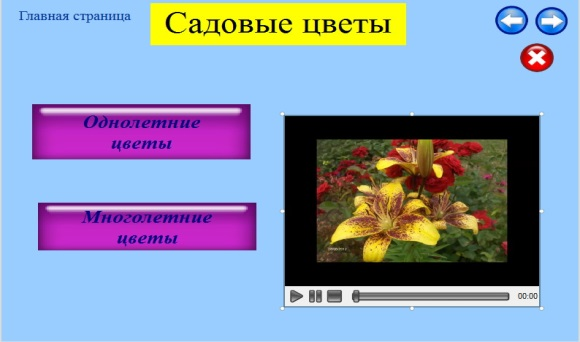 Главная страница
Садовые цветы
Однолетние
цветы
Многолетние
цветы
00:00